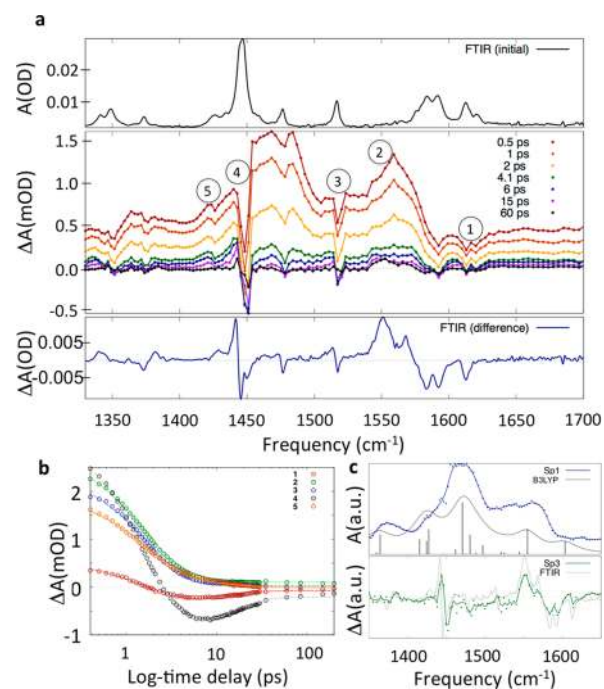 a
FTIR (initial)
A(OD)
0.02
0.01
ΔA(mOD)
1.5
1.0
0.5
0.0
-0.5
5
4
3
2
1
0.5 ps
1 ps
2 ps
4.1 ps
6 ps
15 ps
60 ps
FTIR (difference)
ΔA(OD)
0.005
-0.005
1350 1400 1450 1500 1550 1600 1650 1700
Frequency (cm⁻¹)
b
ΔA(mOD)
2
1
0
-1
1
2
3
4
5
1 10 100
Log-time delay (ps)
c
Sp1
B3LYP
A(a.u.)
Sp3
FTIR
ΔA(a.u.)
1400 1500 1600
Frequency (cm⁻¹)